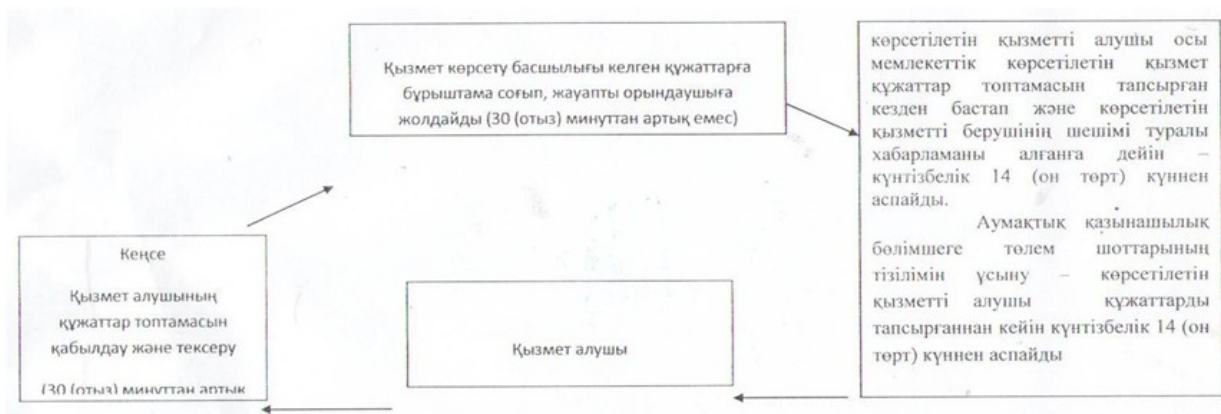 Қызмет көрсету басшылығы келген құжаттарға
бұрыштама соғып, жауапты орындаушыға
жолдайды (30 (отыз) минуттан артық емес)
көрсетілетін қызметті алушы осы
мемлекеттік көрсетілетін қызмет
құжаттар топтамасын тапсырған
кезден бастап және көрсетілетін
қызметті берушінің шешімі туралы
хабарламаны алғанға дейін –
күнтізбелік 14 (он төрт) күннен
аспайды.
Аумақтық қазынашылық
бөлімшеге төлем шоттарының
тізілімін ұсыну – көрсетілетін
қызметті алушы құжаттарды
тапсырғаннан кейін күнтізбелік 14 (он
төрт) күннен аспайды
Кеңсе
Қызмет алушының
құжаттар топтамасын
қабылдау және тексеру
(30 (отыз) минуттан артық
Қызмет алушы